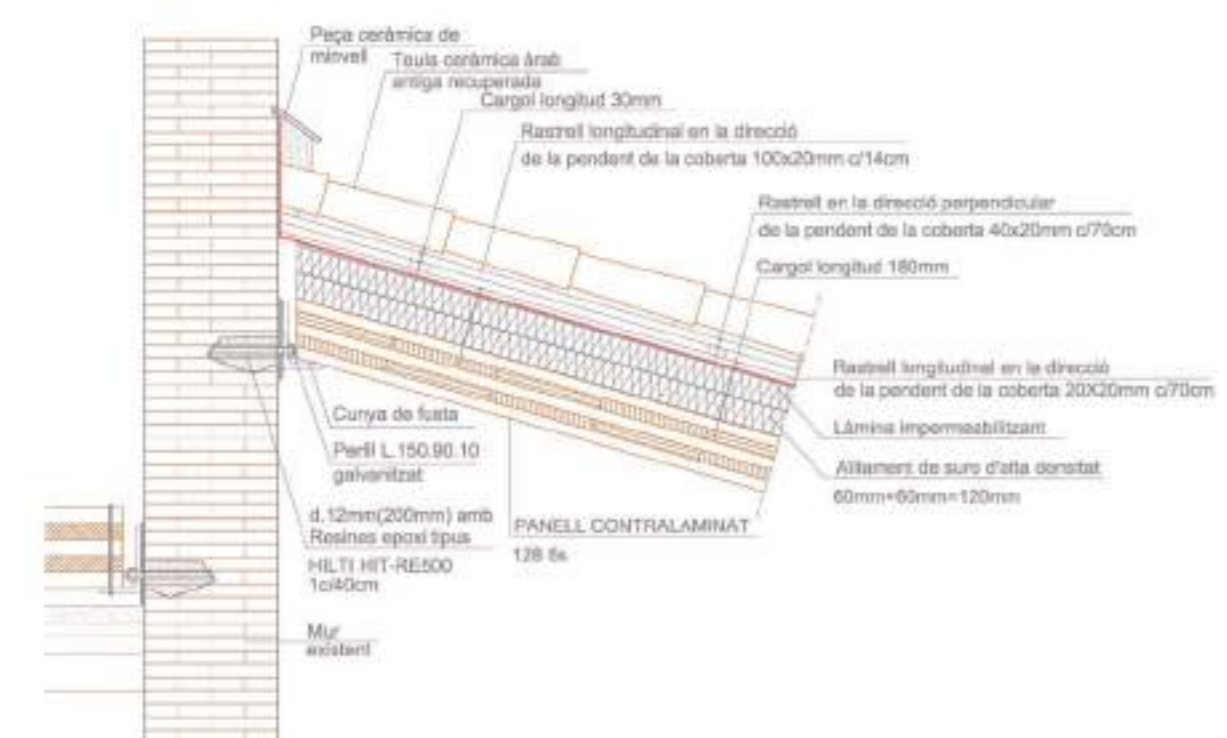 Peça ceràmica de
minvell
Teula ceràmica àrab
antiga recuperada
Cargol longitud 30mm
Rastrell longitudinal en la direcció
de la pendent de la coberta 100x20mm c/14cm
Rastrell en la direcció perpendicular
de la pendent de la coberta 40x20mm c/70cm
Cargol longitud 180mm
Rastrell longitudinal en la direcció
de la pendent de la coberta 20X20mm c/70cm
Làmina impermeabilitzant
Aïllament de suro d'alta densitat
60mm+60mm=120mm
Cunya de fusta
Perfil L.150.90.10
galvanitzat
d.12mm(200mm) amb
Resines epoxi tipus
HILTI HIT-RE500
1c/40cm
PANELL CONTRALAMINAT
128 5s
Mur
existent